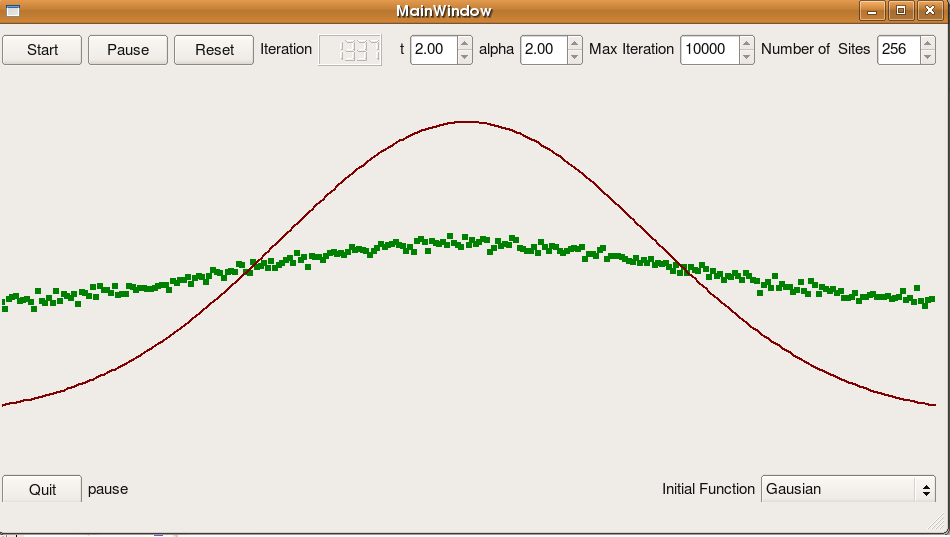 MainWindow
Start Pause Reset Iteration 1997 t 2.00 alpha 2.00 Max Iteration 10000 Number of Sites 256
Quit pause Initial Function Gausian